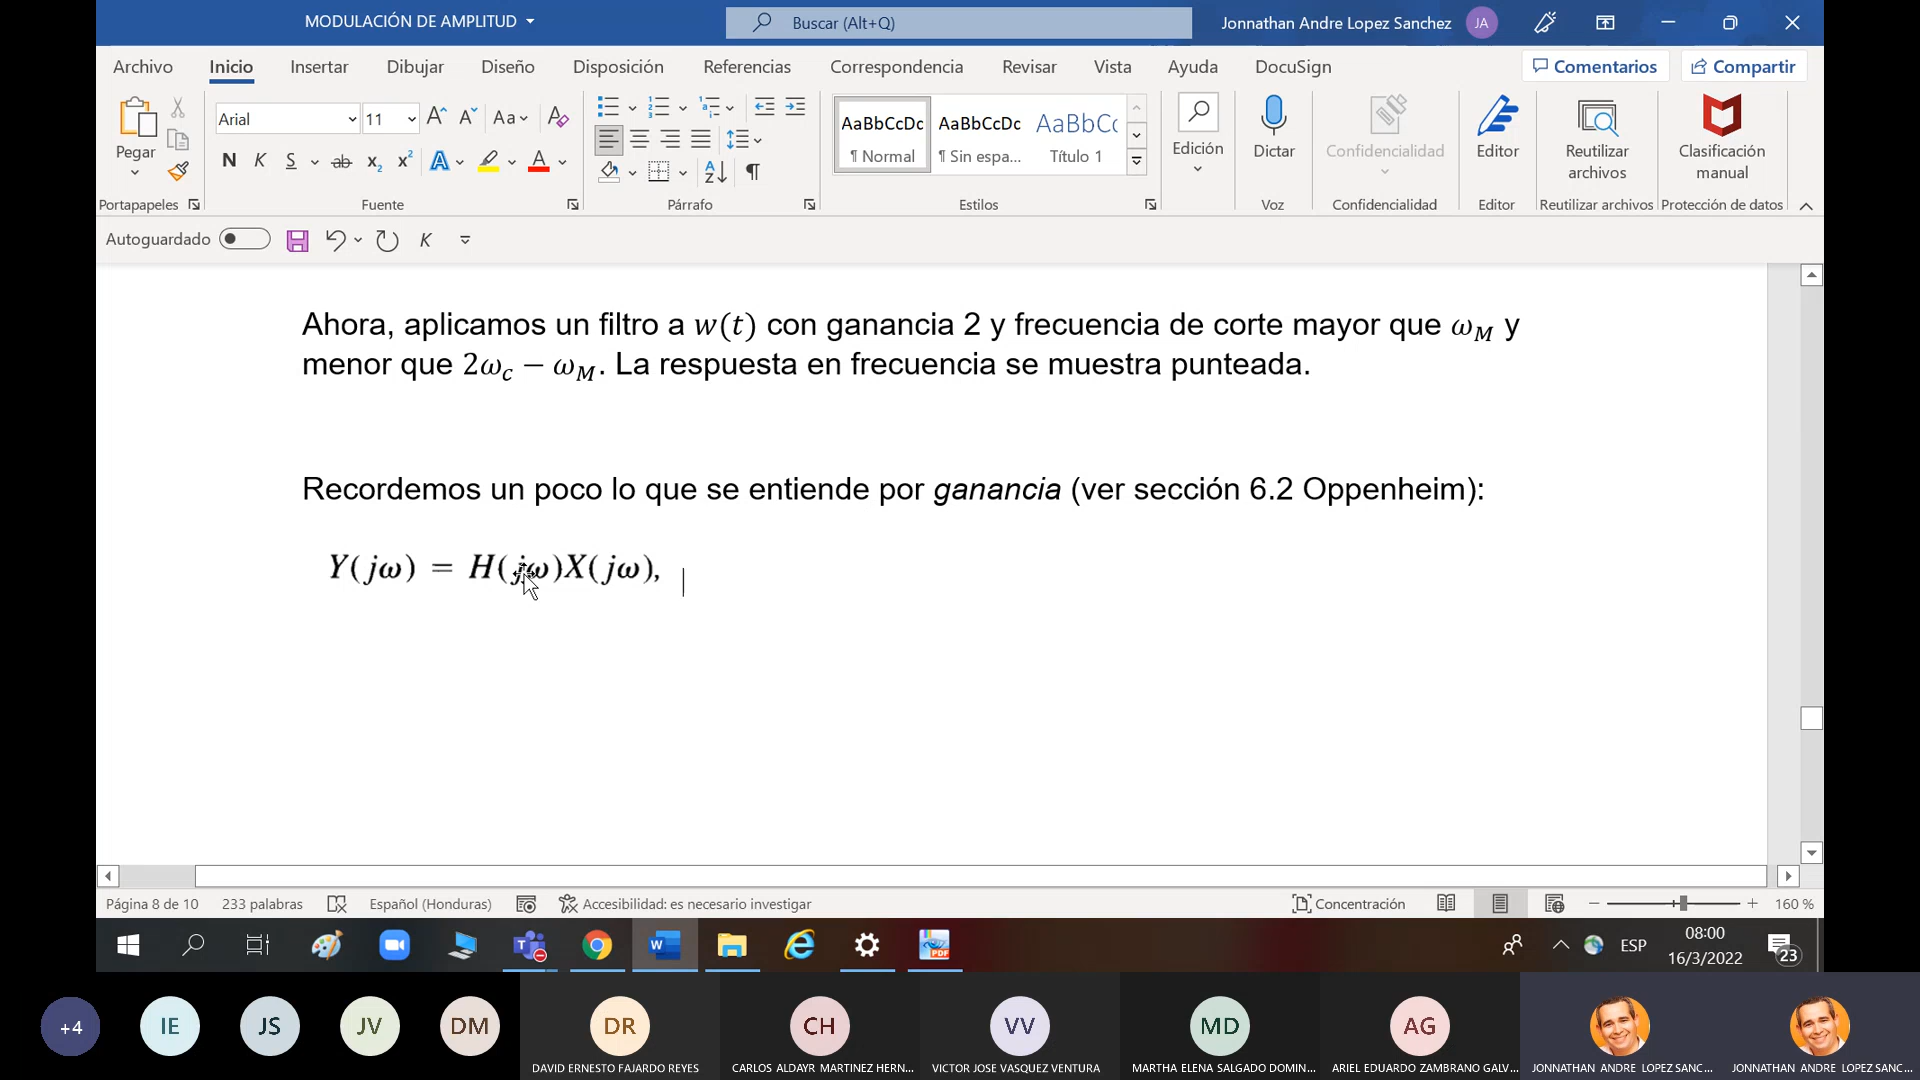 MODULACIÓN DE AMPLITUD
Buscar (Alt+Q)
Jonnathan Andre Lopez Sanchez
JA
Archivo Inicio Insertar Dibujar Diseño Disposición Referencias Correspondencia Revisar Vista Ayuda DocuSign
Comentarios
Compartir
Pegar
Arial 11
Aa
N K S ab x₂ x² A A
AaBbCcDc AaBbCcDc AaBbCc
¶ Normal ¶ Sin espa... Título 1
Edición
Dictar
Confidencialidad
Editor
Reutilizar archivos
Clasificación manual
Portapapeles Fuente Párrafo Estilos Voz Confidencialidad Editor Reutilizar archivos Protección de datos
Autoguardado K
Ahora, aplicamos un filtro a w(t) con ganancia 2 y frecuencia de corte mayor que ω_M y
menor que 2ω_c − ω_M. La respuesta en frecuencia se muestra punteada.
Recordemos un poco lo que se entiende por ganancia (ver sección 6.2 Oppenheim):
Y(jω) = H(jω)X(jω),
Página 8 de 10 233 palabras Español (Honduras) Accesibilidad: es necesario investigar Concentración 160 %
ESP
08:00
16/3/2022
23
+4 IE JS JV DM DR CH VV MD AG
DAVID ERNESTO FAJARDO REYES CARLOS ALDAYR MARTINEZ HERN... VICTOR JOSE VASQUEZ VENTURA MARTHA ELENA SALGADO DOMIN... ARIEL EDUARDO ZAMBRANO GALV... JONNATHAN ANDRE LOPEZ SANC... JONNATHAN ANDRE LOPEZ SANC...